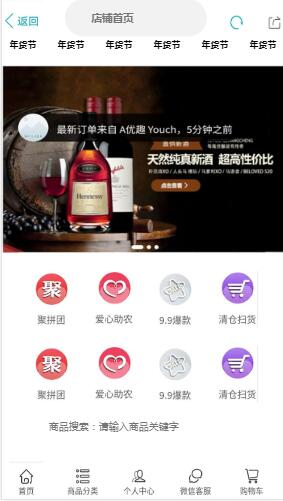 返回
店铺首页
年货节 年货节 年货节 年货节 年货节 年货节
最新订单来自 A优趣 Youch，5分钟之前
天然纯真新酒 超高性价比
点击查看
Hennessy
聚
聚拼团 爱心助农 9.9爆款 清仓扫货
聚
聚拼团 爱心助农 9.9爆款 清仓扫货
商品搜索：请输入商品关键字
首页 商品分类 个人中心 微信客服 购物车